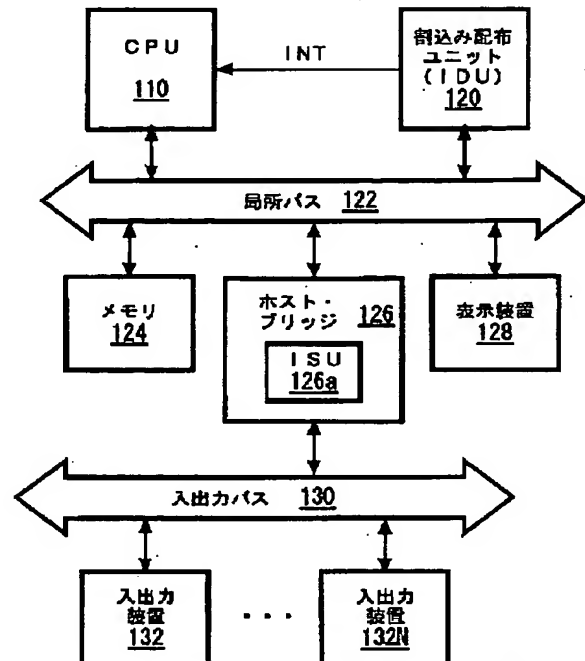 CPU
110
INT
割込み配布
ユニット
(IDU)
120
局所バス 122
メモリ
124
ホスト・
ブリッジ 126
ISU
126a
表示装置
128
入出力バス 130
入出力
装置
132
・・・
入出力
装置
132N